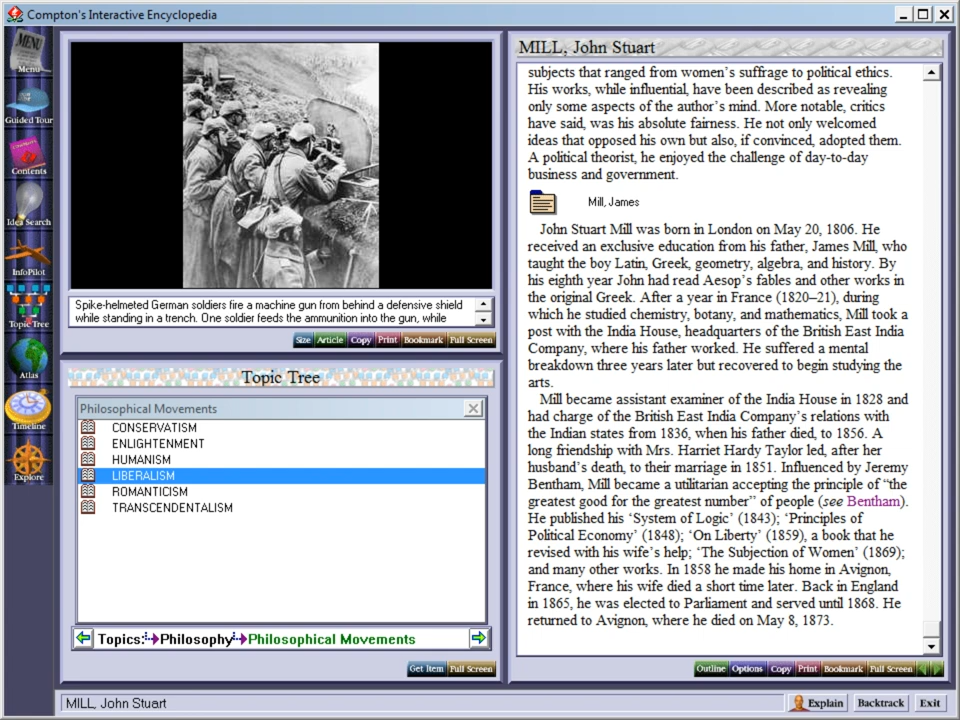 Compton's Interactive Encyclopedia
MENU
Menu
Guided Tour
Contents
Idea Search
InfoPilot
Topic Tree
Atlas
Timeline
Explore
Spike-helmeted German soldiers fire a machine gun from behind a defensive shield
while standing in a trench. One soldier feeds the ammunition into the gun, while
Size Article Copy Print Bookmark Full Screen
Topic Tree
Philosophical Movements
CONSERVATISM
ENLIGHTENMENT
HUMANISM
LIBERALISM
ROMANTICISM
TRANSCENDENTALISM
Topics: Philosophy Philosophical Movements
Get Item Full Screen
MILL, John Stuart
subjects that ranged from women's suffrage to political ethics.
His works, while influential, have been described as revealing
only some aspects of the author's mind. More notable, critics
have said, was his absolute fairness. He not only welcomed
ideas that opposed his own but also, if convinced, adopted them.
A political theorist, he enjoyed the challenge of day-to-day
business and government.
Mill, James
John Stuart Mill was born in London on May 20, 1806. He
received an exclusive education from his father, James Mill, who
taught the boy Latin, Greek, geometry, algebra, and history. By
his eighth year John had read Aesop's fables and other works in
the original Greek. After a year in France (1820–21), during
which he studied chemistry, botany, and mathematics, Mill took a
post with the India House, headquarters of the British East India
Company, where his father worked. He suffered a mental
breakdown three years later but recovered to begin studying the
arts.
Mill became assistant examiner of the India House in 1828 and
had charge of the British East India Company's relations with
the Indian states from 1836, when his father died, to 1856. A
long friendship with Mrs. Harriet Hardy Taylor led, after her
husband's death, to their marriage in 1851. Influenced by Jeremy
Bentham, Mill became a utilitarian accepting the principle of "the
greatest good for the greatest number" of people (see Bentham).
He published his 'System of Logic' (1843); 'Principles of
Political Economy' (1848); 'On Liberty' (1859), a book that he
revised with his wife's help; 'The Subjection of Women' (1869);
and many other works. In 1858 he made his home in Avignon,
France, where his wife died a short time later. Back in England
in 1865, he was elected to Parliament and served until 1868. He
returned to Avignon, where he died on May 8, 1873.
Outline Options Copy Print Bookmark Full Screen
MILL, John Stuart
Explain Backtrack Exit